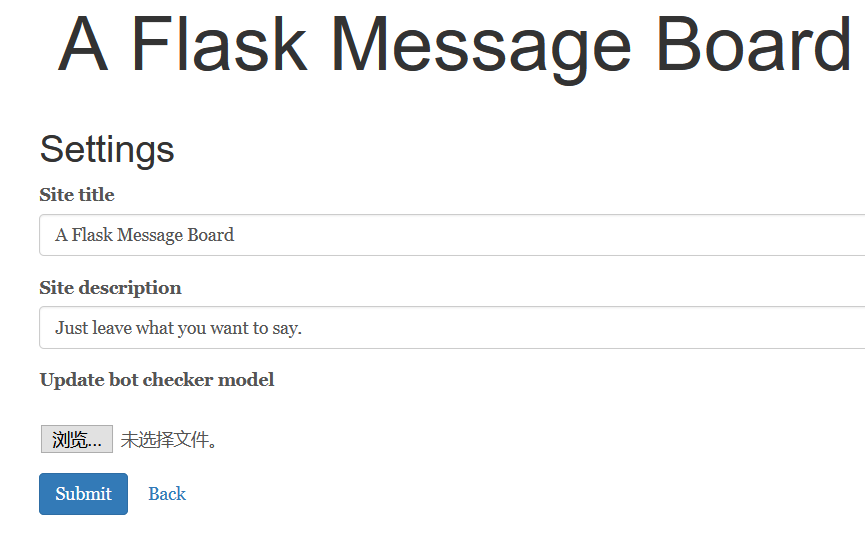 A Flask Message Board
Settings
Site title
A Flask Message Board
Site description
Just leave what you want to say.
Update bot checker model
浏览... 未选择文件。
Submit Back